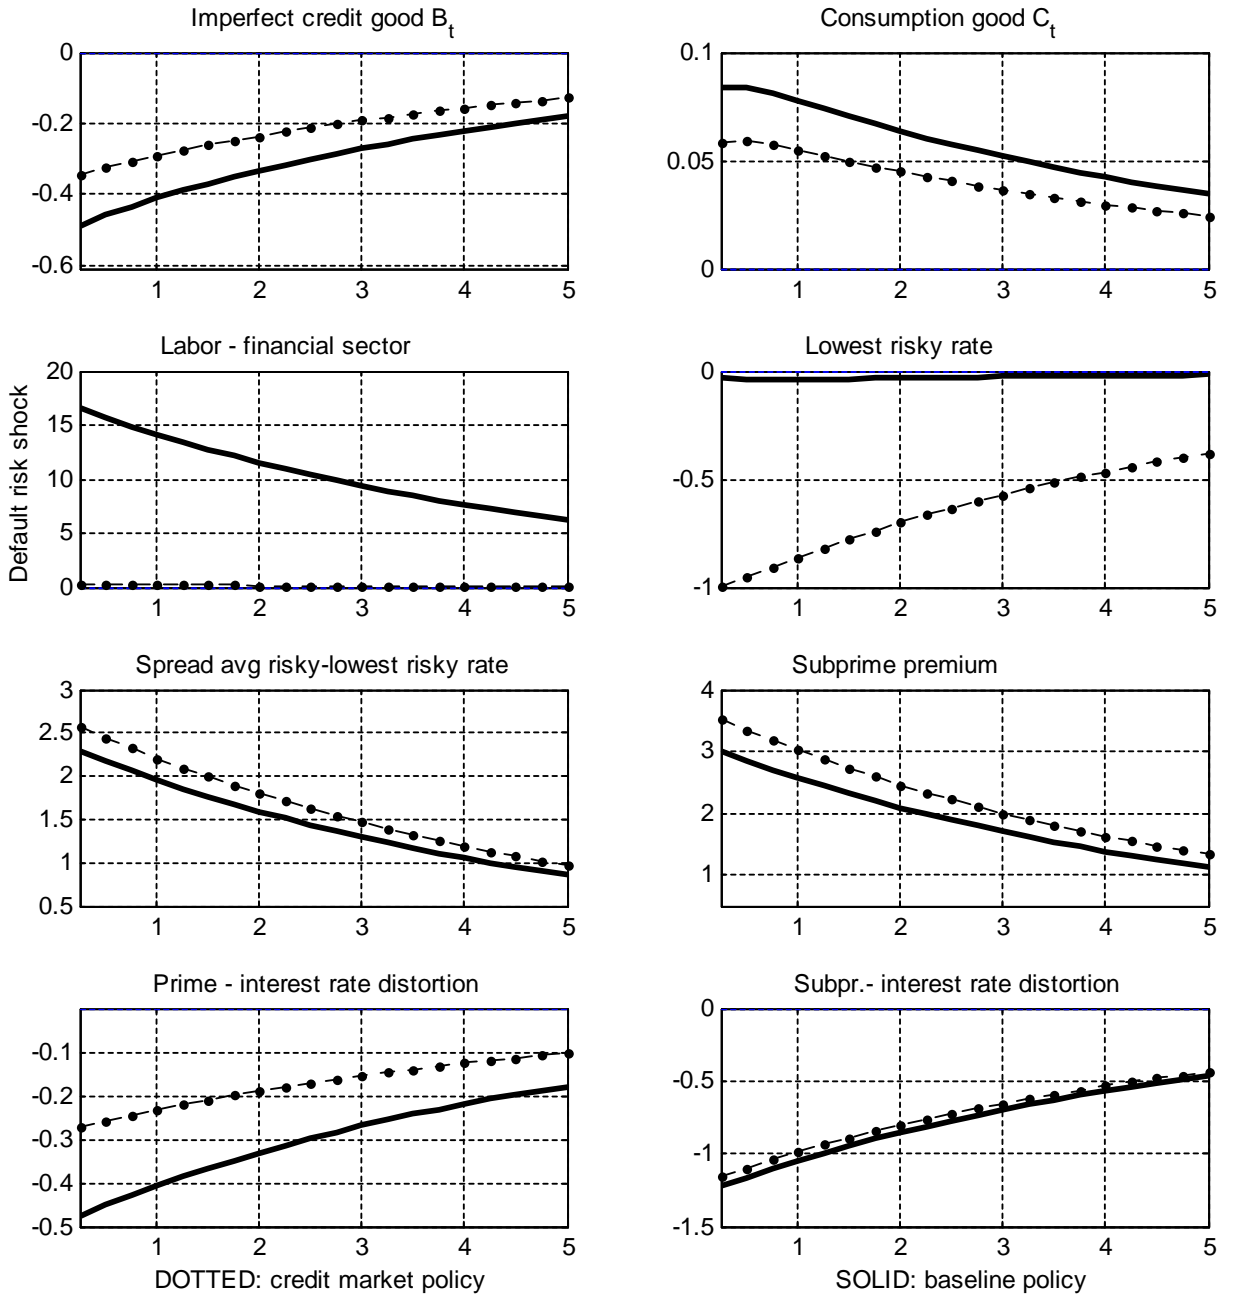 Imperfect credit good Bt
Consumption good Ct
0
-0.2
-0.4
-0.6
1 2 3 4 5
0.1
0.05
0
1 2 3 4 5
Labor - financial sector
Lowest risky rate
Default risk shock
20
15
10
5
0
1 2 3 4 5
0
-0.5
-1
1 2 3 4 5
Spread avg risky-lowest risky rate
Subprime premium
3
2.5
2
1.5
1
0.5
1 2 3 4 5
4
3
2
1
1 2 3 4 5
Prime - interest rate distortion
Subpr.- interest rate distortion
-0.1
-0.2
-0.3
-0.4
-0.5
1 2 3 4 5
0
-0.5
-1
-1.5
1 2 3 4 5
DOTTED: credit market policy
SOLID: baseline policy